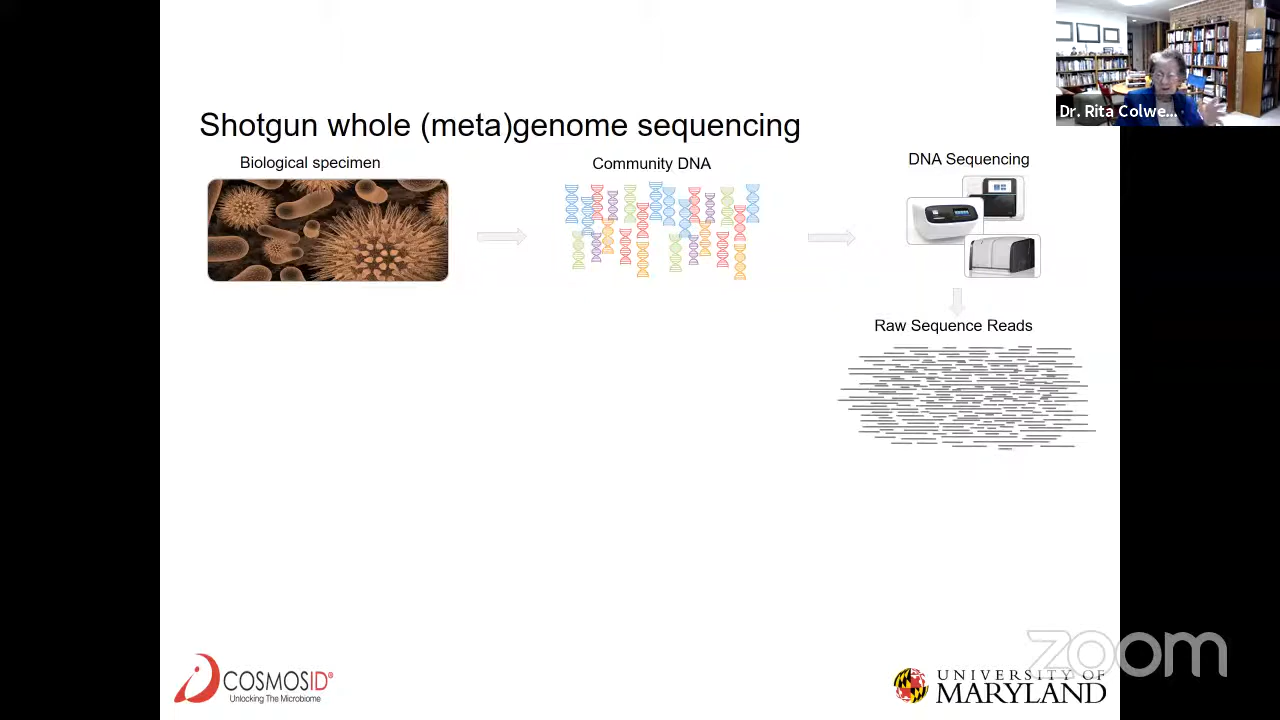 Dr. Rita Colwe...
Shotgun whole (meta)genome sequencing
Biological specimen
Community DNA
DNA Sequencing
Raw Sequence Reads
COSMOSID®
Unlocking The Microbiome
UNIVERSITY OF
MARYLAND
zoom